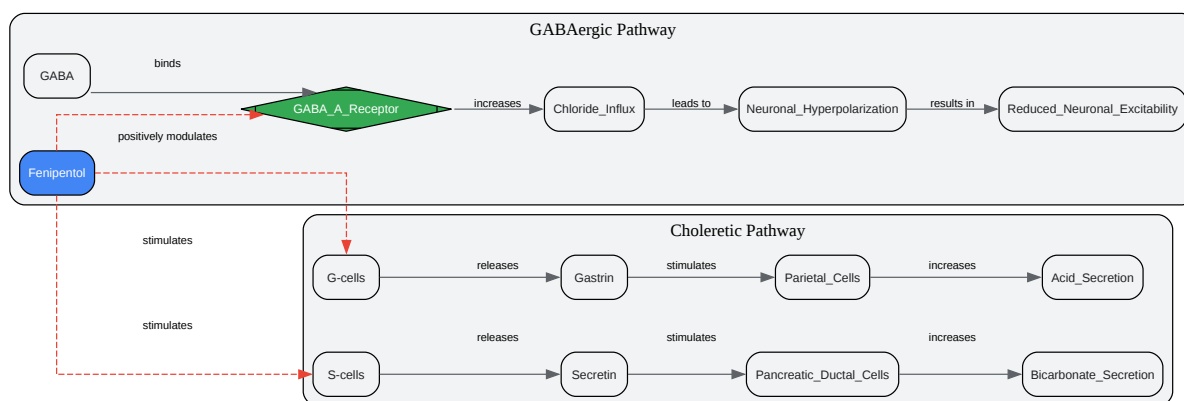 GABAergic Pathway
GABA
binds
GABA_A_Receptor
increases
Chloride_Influx
leads to
Neuronal_Hyperpolarization
results in
Reduced_Neuronal_Excitability
positively modulates
Fenipentol
Choleretic Pathway
stimulates
G-cells
releases
Gastrin
stimulates
Parietal_Cells
increases
Acid_Secretion
stimulates
S-cells
releases
Secretin
stimulates
Pancreatic_Ductal_Cells
increases
Bicarbonate_Secretion